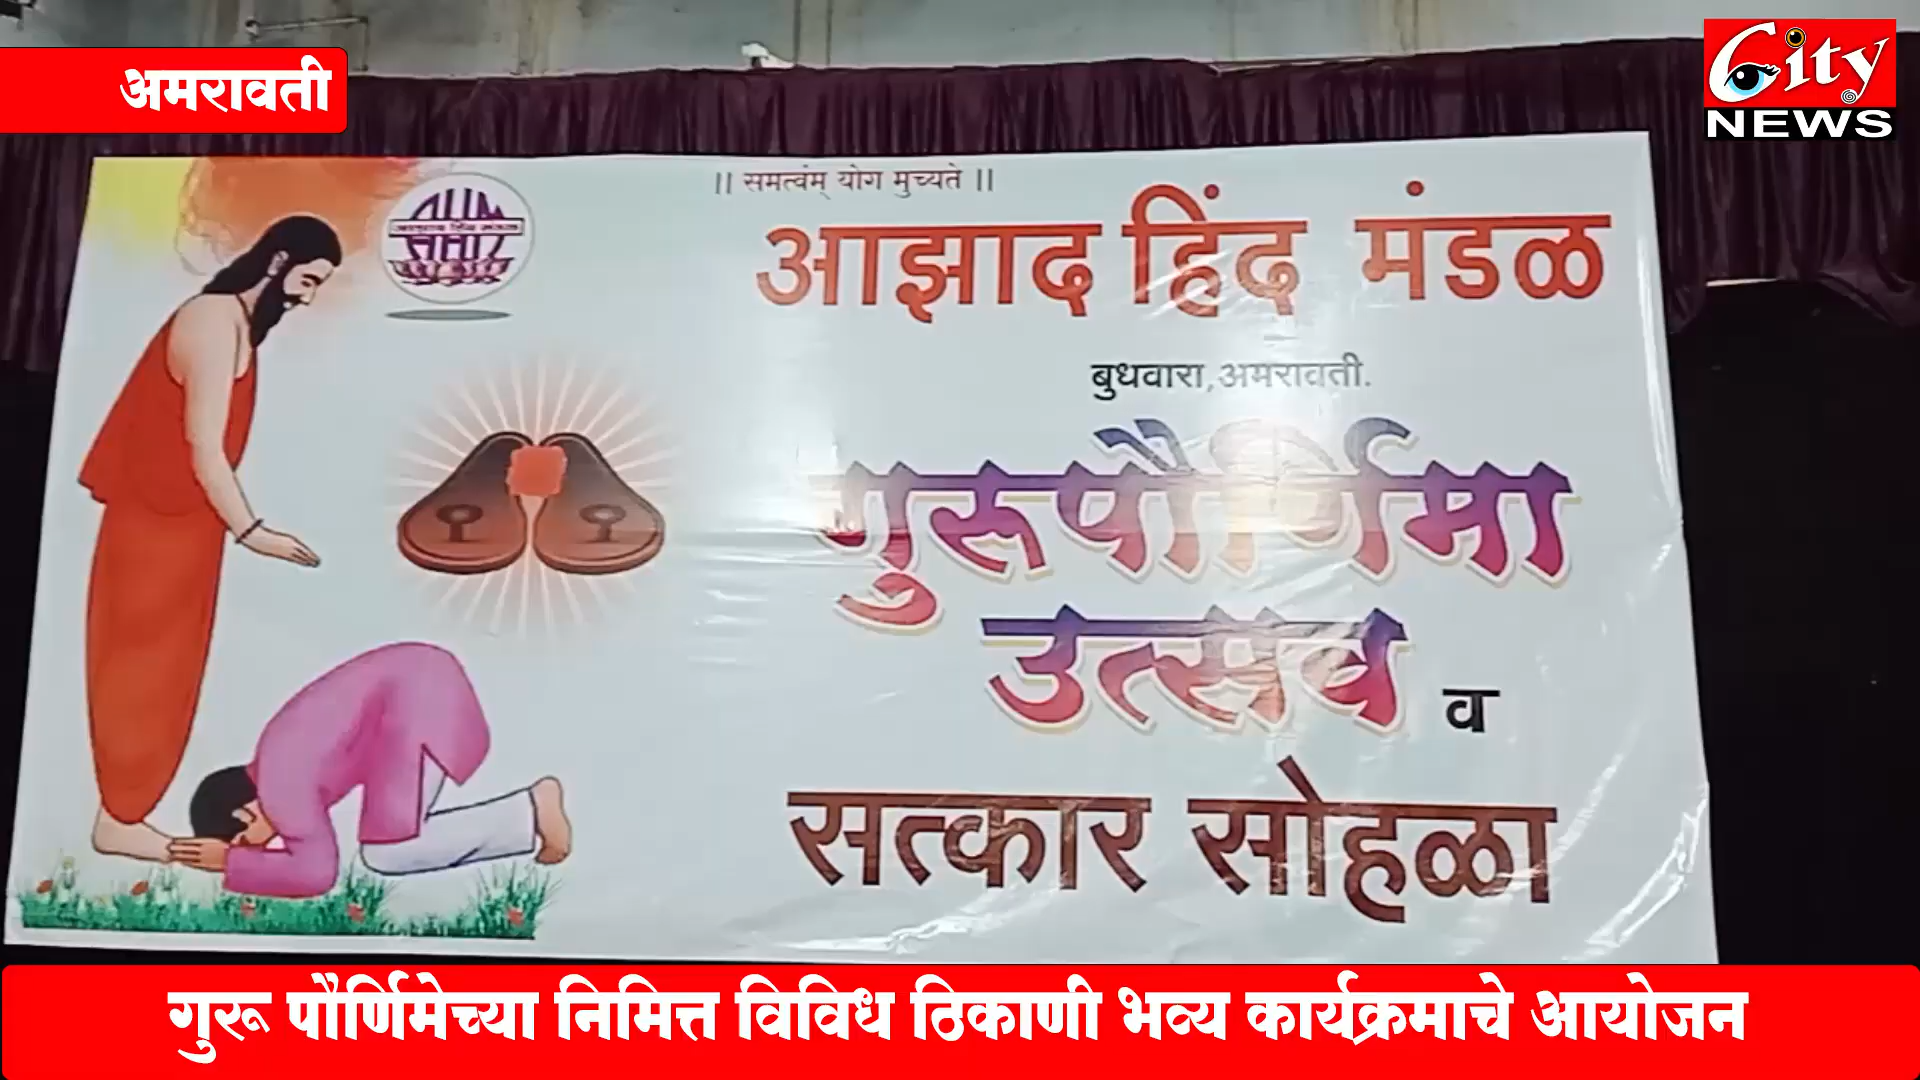 अमरावती
City
NEWS
|| समत्वंम् योग मुच्यते ||
आझाद हिंद मंडळ
बुधवारा,अमरावती.
गुरूपौर्णिमा
उत्सव व
सत्कार सोहळा
गुरू पौर्णिमेच्या निमित्त विविध ठिकाणी भव्य कार्यक्रमाचे आयोजन